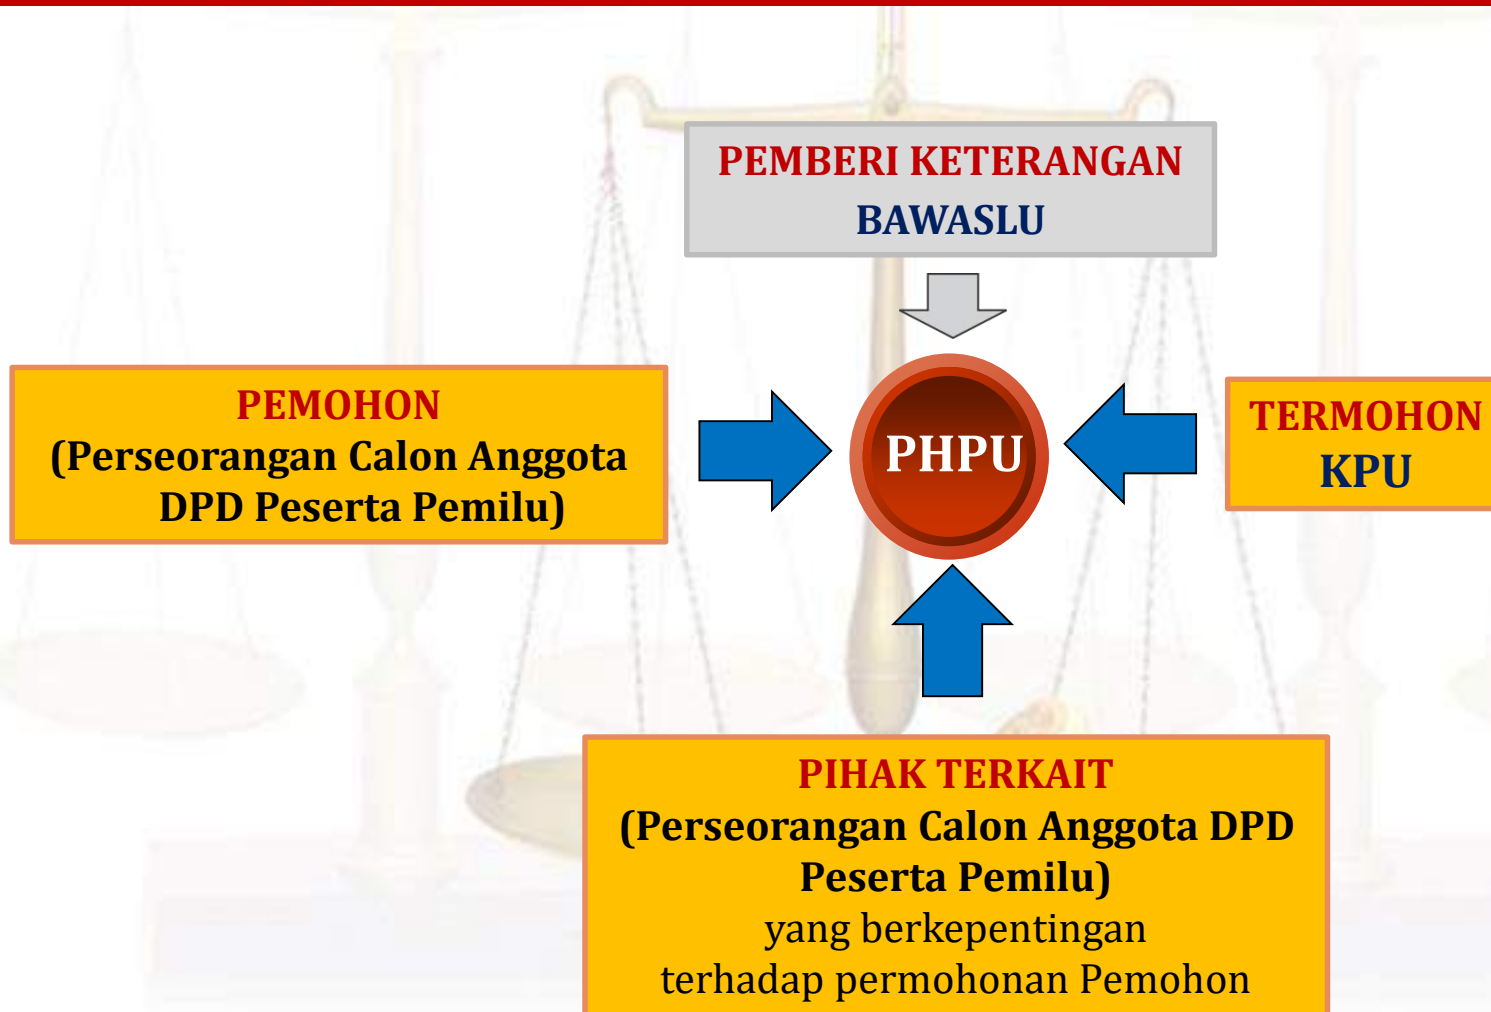 PEMBERI KETERANGAN
BAWASLU
PEMOHON
(Perseorangan Calon Anggota
DPD Peserta Pemilu)
PHPU
TERMOHON
KPU
PIHAK TERKAIT
(Perseorangan Calon Anggota DPD
Peserta Pemilu)
yang berkepentingan
terhadap permohonan Pemohon